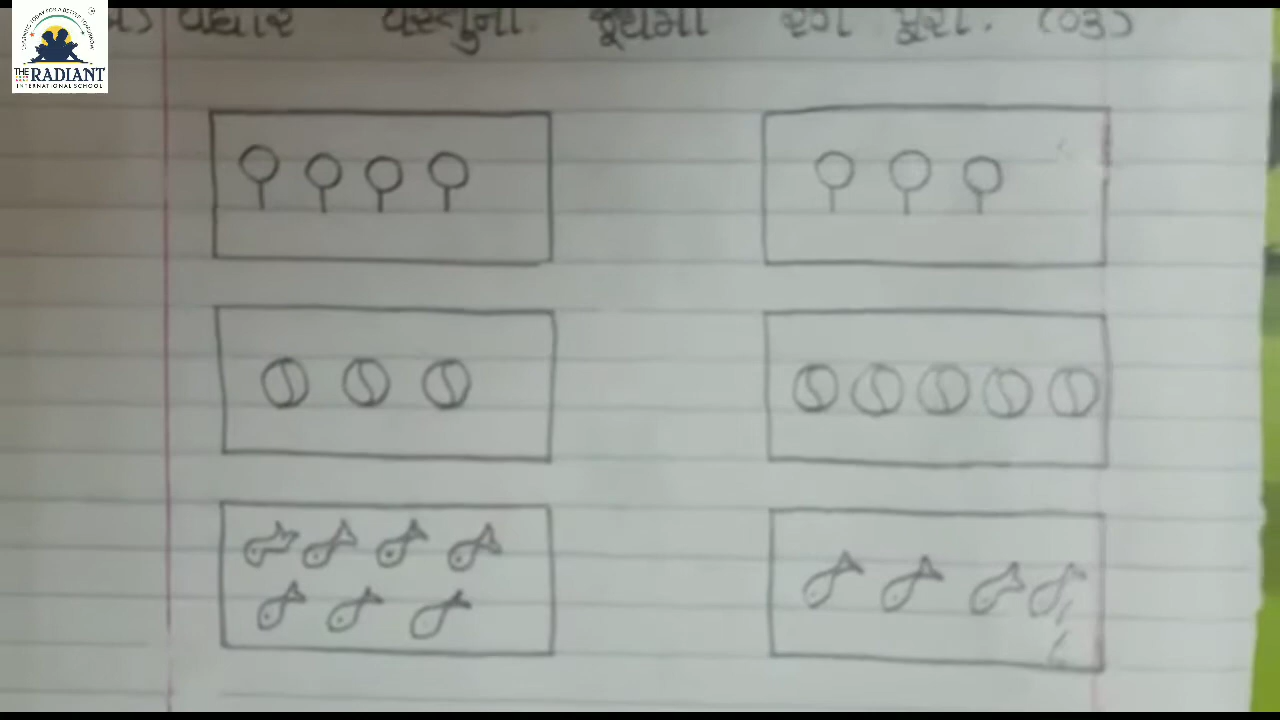 વધારે વસ્તુના જૂથમાં રંગ પૂરો. (03)
THE RADIANT
INTERNATIONAL SCHOOL